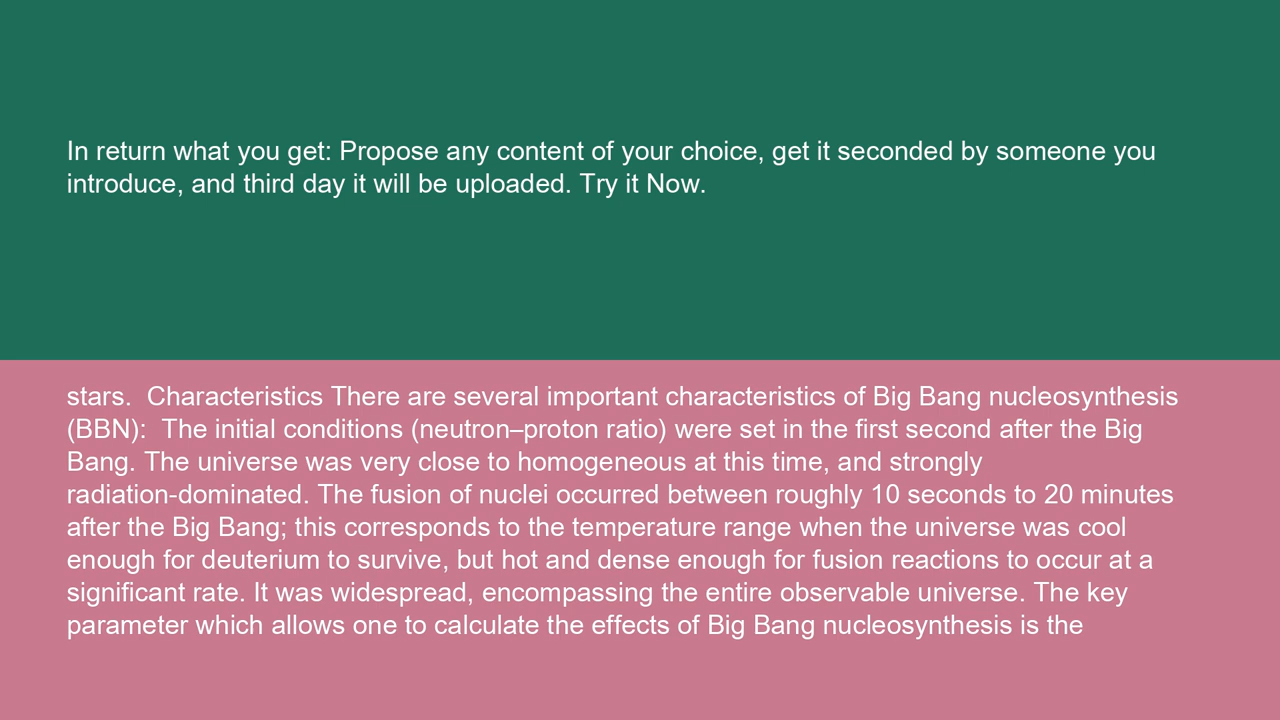 In return what you get: Propose any content of your choice, get it seconded by someone you
introduce, and third day it will be uploaded. Try it Now.
stars.  Characteristics There are several important characteristics of Big Bang nucleosynthesis
(BBN):  The initial conditions (neutron–proton ratio) were set in the first second after the Big
Bang. The universe was very close to homogeneous at this time, and strongly
radiation-dominated. The fusion of nuclei occurred between roughly 10 seconds to 20 minutes
after the Big Bang; this corresponds to the temperature range when the universe was cool
enough for deuterium to survive, but hot and dense enough for fusion reactions to occur at a
significant rate. It was widespread, encompassing the entire observable universe. The key
parameter which allows one to calculate the effects of Big Bang nucleosynthesis is the